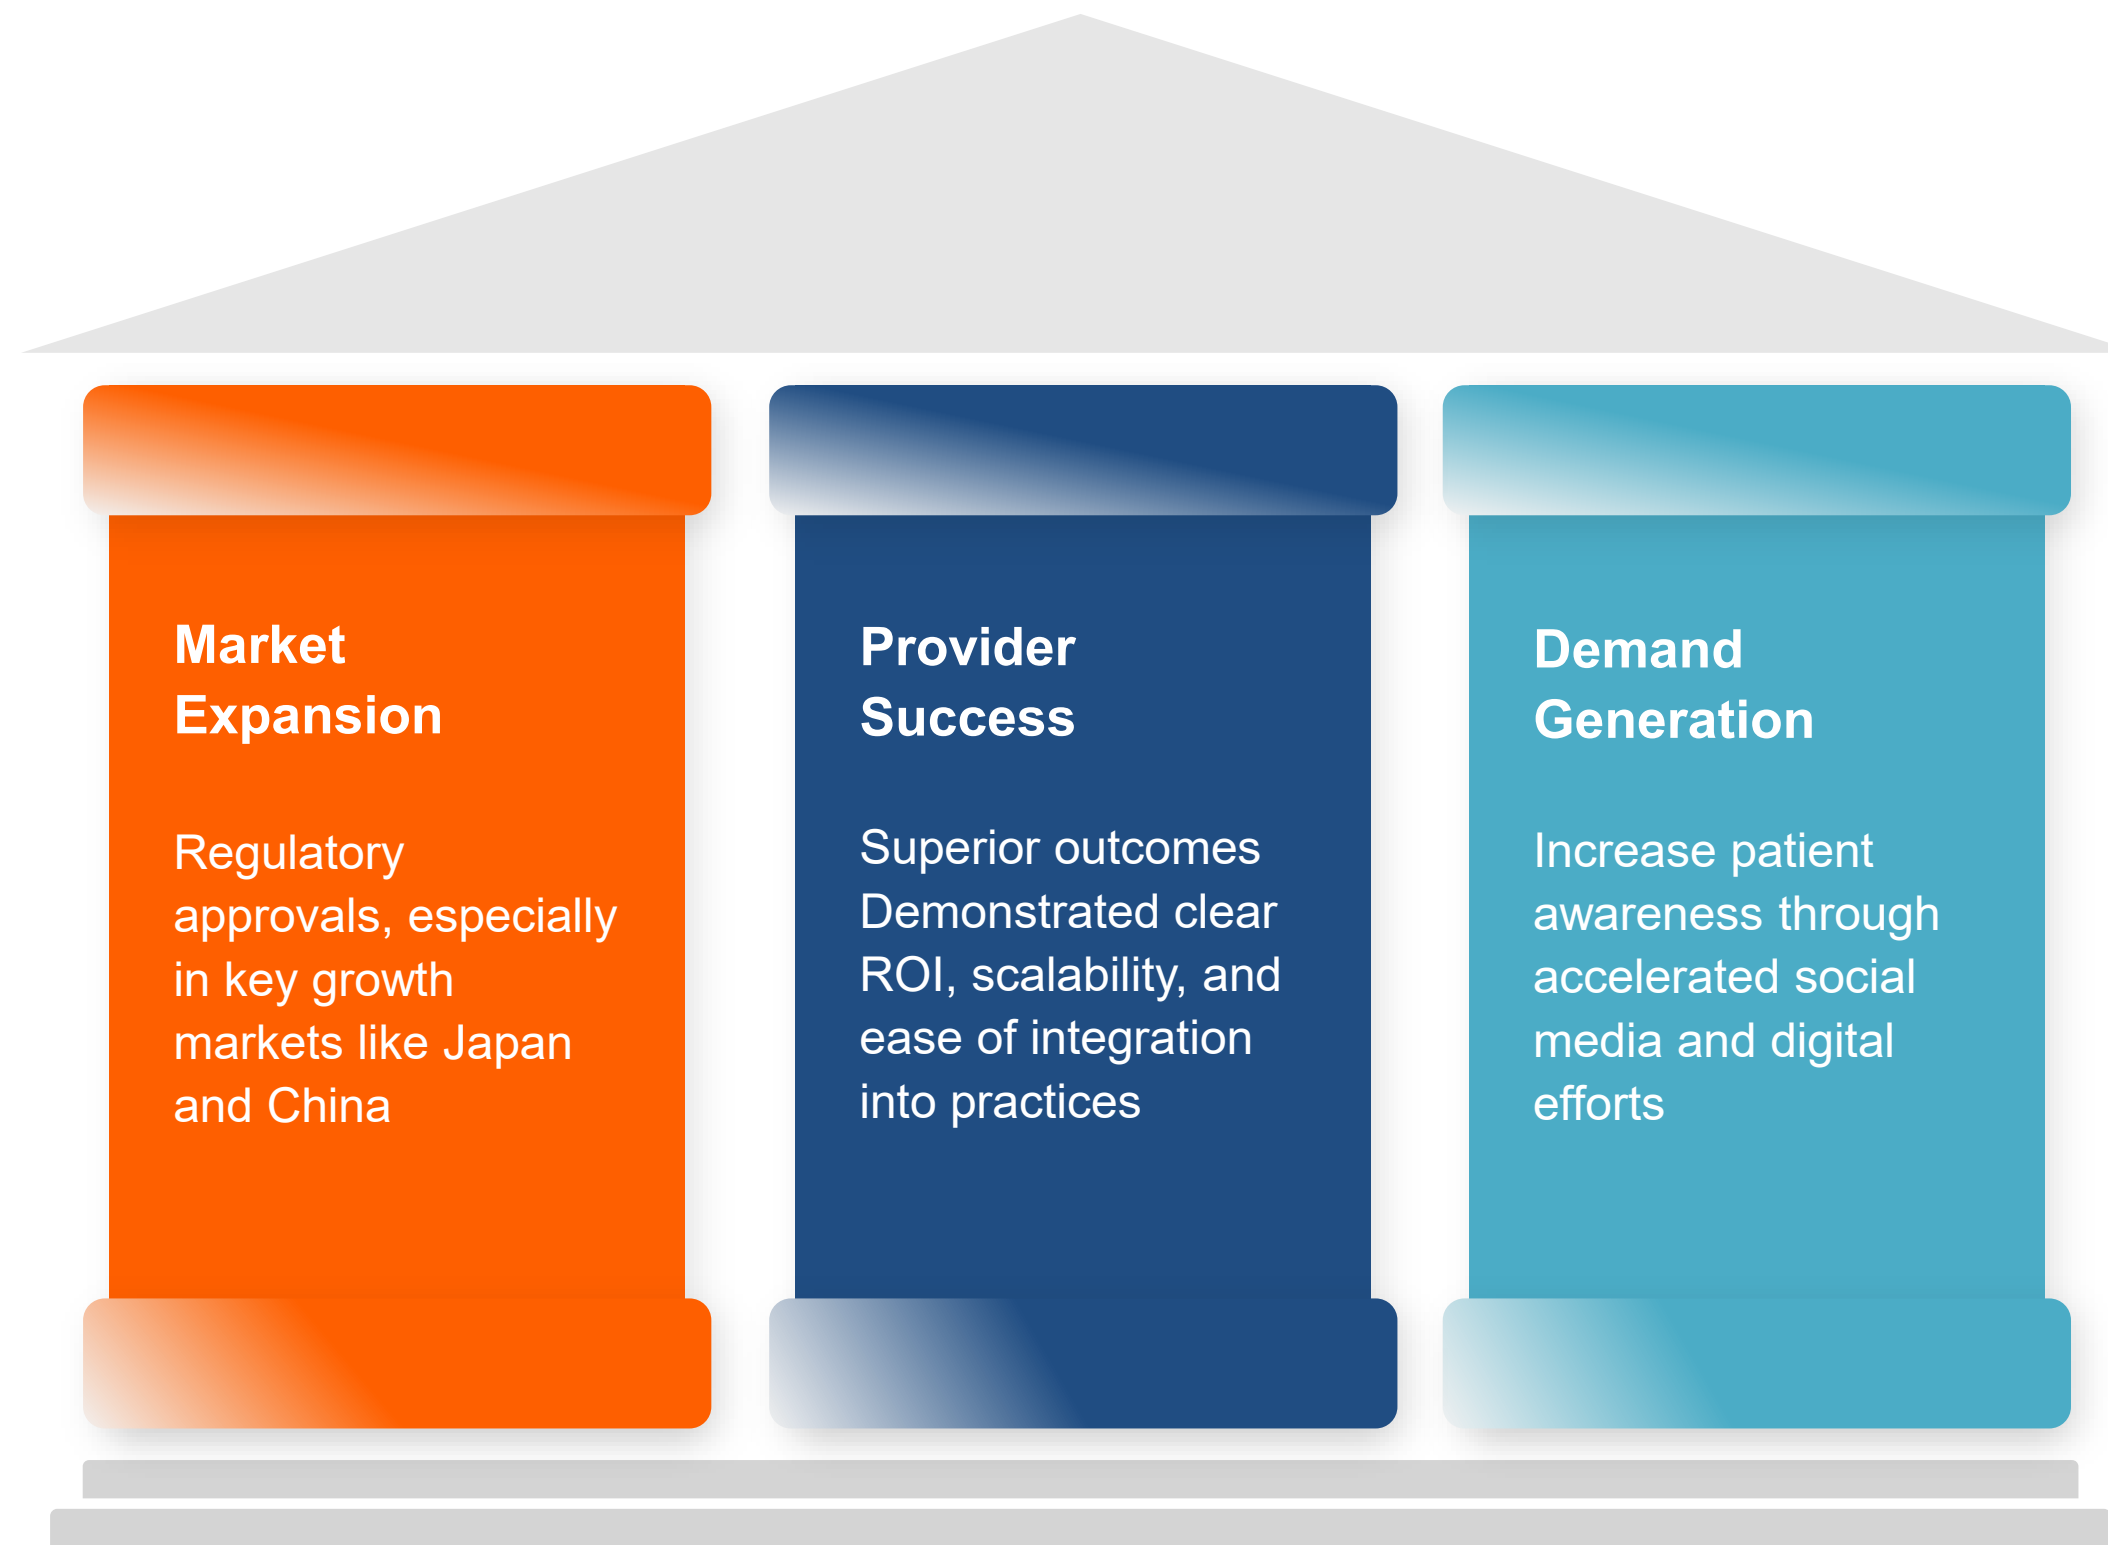 Market
Expansion
Regulatory
approvals, especially
in key growth
markets like Japan
and China
Provider
Success
Superior outcomes
Demonstrated clear
ROI, scalability, and
ease of integration
into practices
Demand
Generation
Increase patient
awareness through
accelerated social
media and digital
efforts